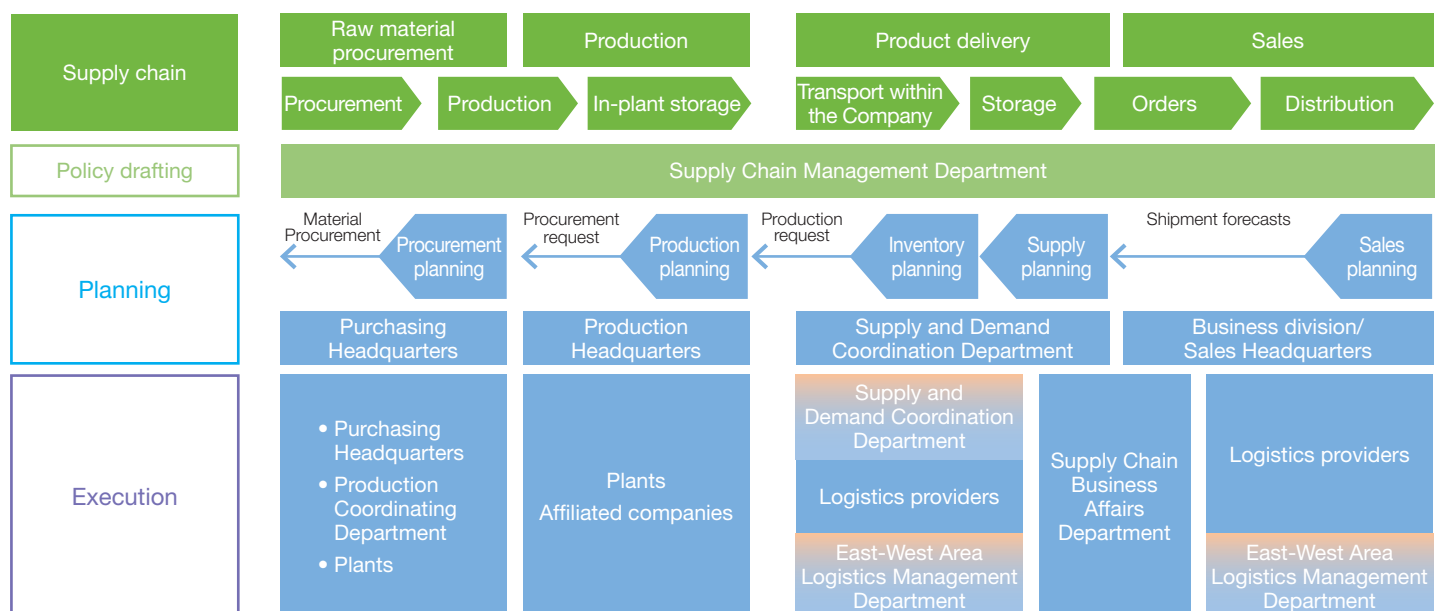 Supply chain
Raw material
procurement
Production
Product delivery
Sales
Procurement
Production
In-plant storage
Transport within
the Company
Storage
Orders
Distribution
Policy drafting
Supply Chain Management Department
Planning
Material
Procurement
Procurement
planning
Procurement
request
Production
planning
Production
request
Inventory
planning
Supply
planning
Shipment forecasts
Sales
planning
Purchasing
Headquarters
Production
Headquarters
Supply and Demand
Coordination Department
Business division/
Sales Headquarters
Execution
• Purchasing
Headquarters
• Production
Coordinating
Department
• Plants
Plants
Affiliated companies
Supply and
Demand Coordination
Department
Logistics providers
East-West Area
Logistics Management
Department
Supply Chain
Business
Affairs
Department
Logistics providers
East-West Area
Logistics Management
Department